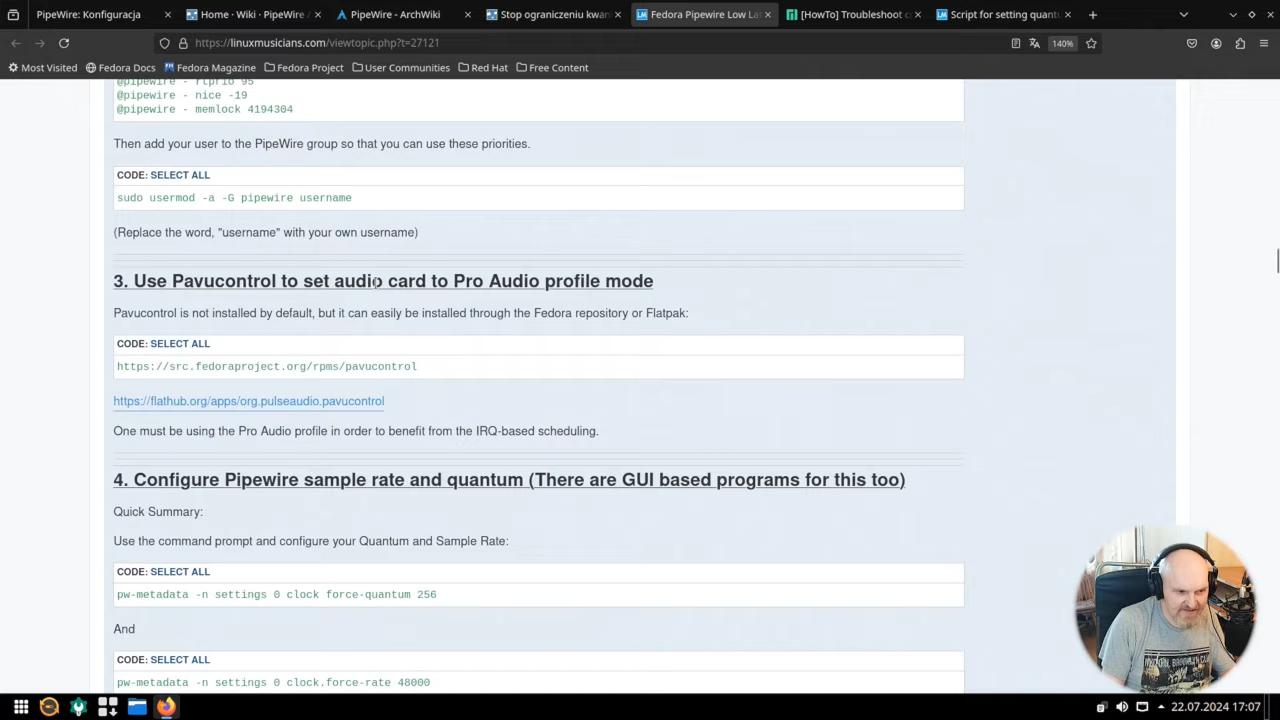 PipeWire: Konfiguracja
Home · Wiki · PipeWire /
PipeWire - ArchWiki
Stop ograniczeniu kwan
Fedora Pipewire Low La
[HowTo] Troubleshoot c
Script for setting quant
https://linuxmusicians.com/viewtopic.php?t=27121
140%
Most Visited
Fedora Docs
Fedora Magazine
Fedora Project
User Communities
Red Hat
Free Content
@pipewire - rtprio 95
@pipewire - nice -19
@pipewire - memlock 4194304
Then add your user to the PipeWire group so that you can use these priorities.
CODE: SELECT ALL
sudo usermod -a -G pipewire username
(Replace the word, "username" with your own username)
3. Use Pavucontrol to set audio card to Pro Audio profile mode
Pavucontrol is not installed by default, but it can easily be installed through the Fedora repository or Flatpak:
CODE: SELECT ALL
https://src.fedoraproject.org/rpms/pavucontrol
https://flathub.org/apps/org.pulseaudio.pavucontrol
One must be using the Pro Audio profile in order to benefit from the IRQ-based scheduling.
4. Configure Pipewire sample rate and quantum (There are GUI based programs for this too)
Quick Summary:
Use the command prompt and configure your Quantum and Sample Rate:
CODE: SELECT ALL
pw-metadata -n settings 0 clock force-quantum 256
And
CODE: SELECT ALL
pw-metadata -n settings 0 clock.force-rate 48000
22.07.2024 17:07